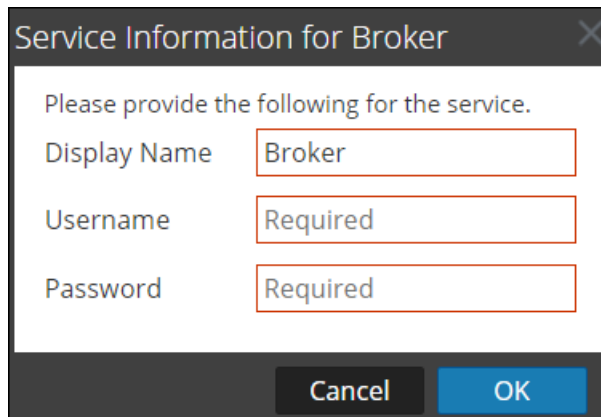 Service Information for Broker
Please provide the following for the service.
Display Name Broker
Username Required
Password Required
Cancel OK